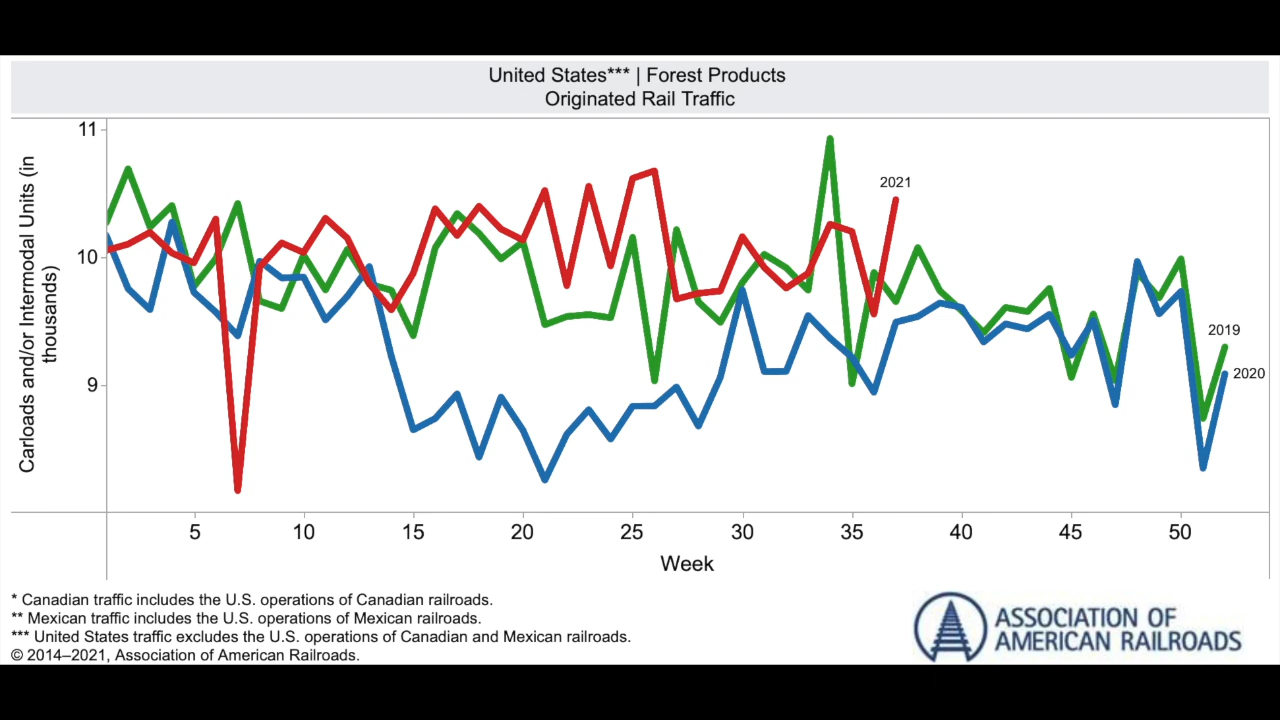 United States*** | Forest Products
Originated Rail Traffic
Carloads and/or Intermodal Units (in
thousands)
11
10
9
2021
2019
2020
5
10
15
20
25
30
35
40
45
50
Week
* Canadian traffic includes the U.S. operations of Canadian railroads.
** Mexican traffic includes the U.S. operations of Mexican railroads.
*** United States traffic excludes the U.S. operations of Canadian and Mexican railroads.
© 2014–2021, Association of American Railroads.
ASSOCIATION OF
AMERICAN RAILROADS